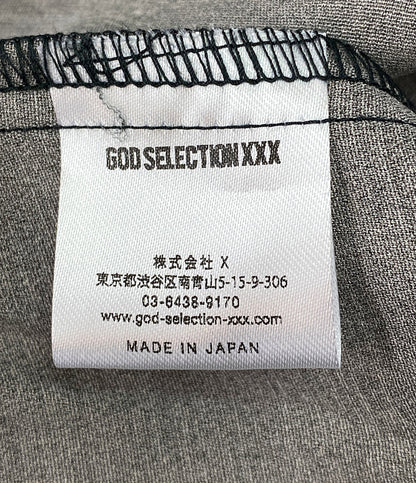 GOD SELECTION XXX
株式会社 X
東京都渋谷区南青山5-15-9-306
03-6438-9170
www.god-selection-xxx.com
MADE IN JAPAN